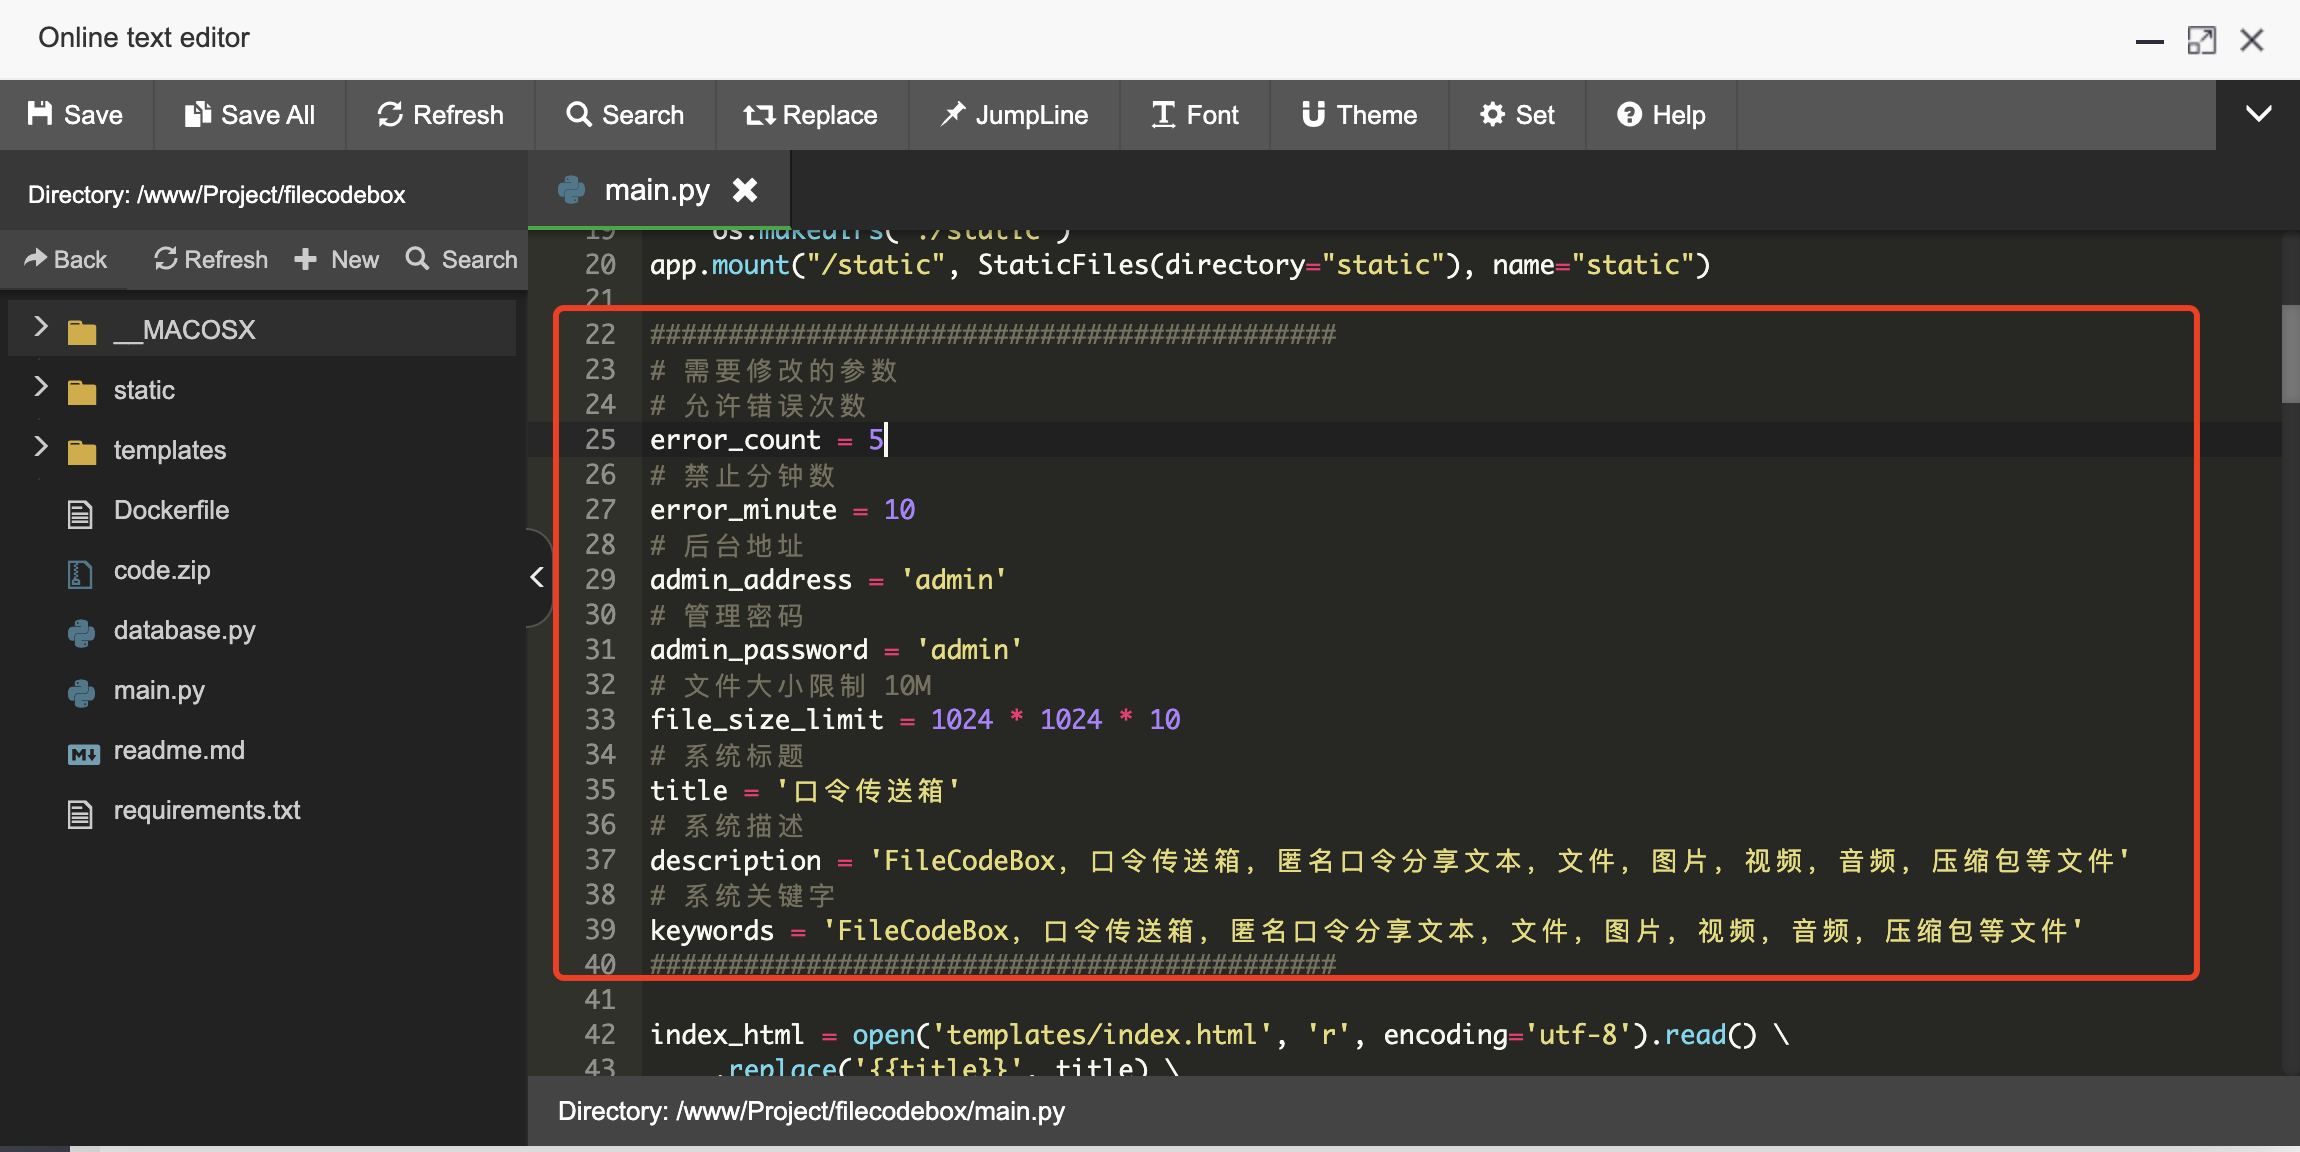 Online text editor
Save Save All Refresh Search Replace JumpLine Font Theme Set Help
Directory: /www/Project/filecodebox
Back Refresh New Search
__MACOSX
static
templates
Dockerfile
code.zip
database.py
main.py
readme.md
requirements.txt
main.py
19 os.makedirs('./static')
20 app.mount("/static", StaticFiles(directory="static"), name="static")
21
22 ############################################
23 # 需要修改的参数
24 # 允许错误次数
25 error_count = 5
26 # 禁止分钟数
27 error_minute = 10
28 # 后台地址
29 admin_address = 'admin'
30 # 管理密码
31 admin_password = 'admin'
32 # 文件大小限制 10M
33 file_size_limit = 1024 * 1024 * 10
34 # 系统标题
35 title = '口令传送箱'
36 # 系统描述
37 description = 'FileCodeBox, 口令传送箱, 匿名口令分享文本, 文件, 图片, 视频, 音频, 压缩包等文件'
38 # 系统关键字
39 keywords = 'FileCodeBox, 口令传送箱, 匿名口令分享文本, 文件, 图片, 视频, 音频, 压缩包等文件'
40 ############################################
41
42 index_html = open('templates/index.html', 'r', encoding='utf-8').read() \
43 .replace('{{title}}', title) \
Directory: /www/Project/filecodebox/main.py